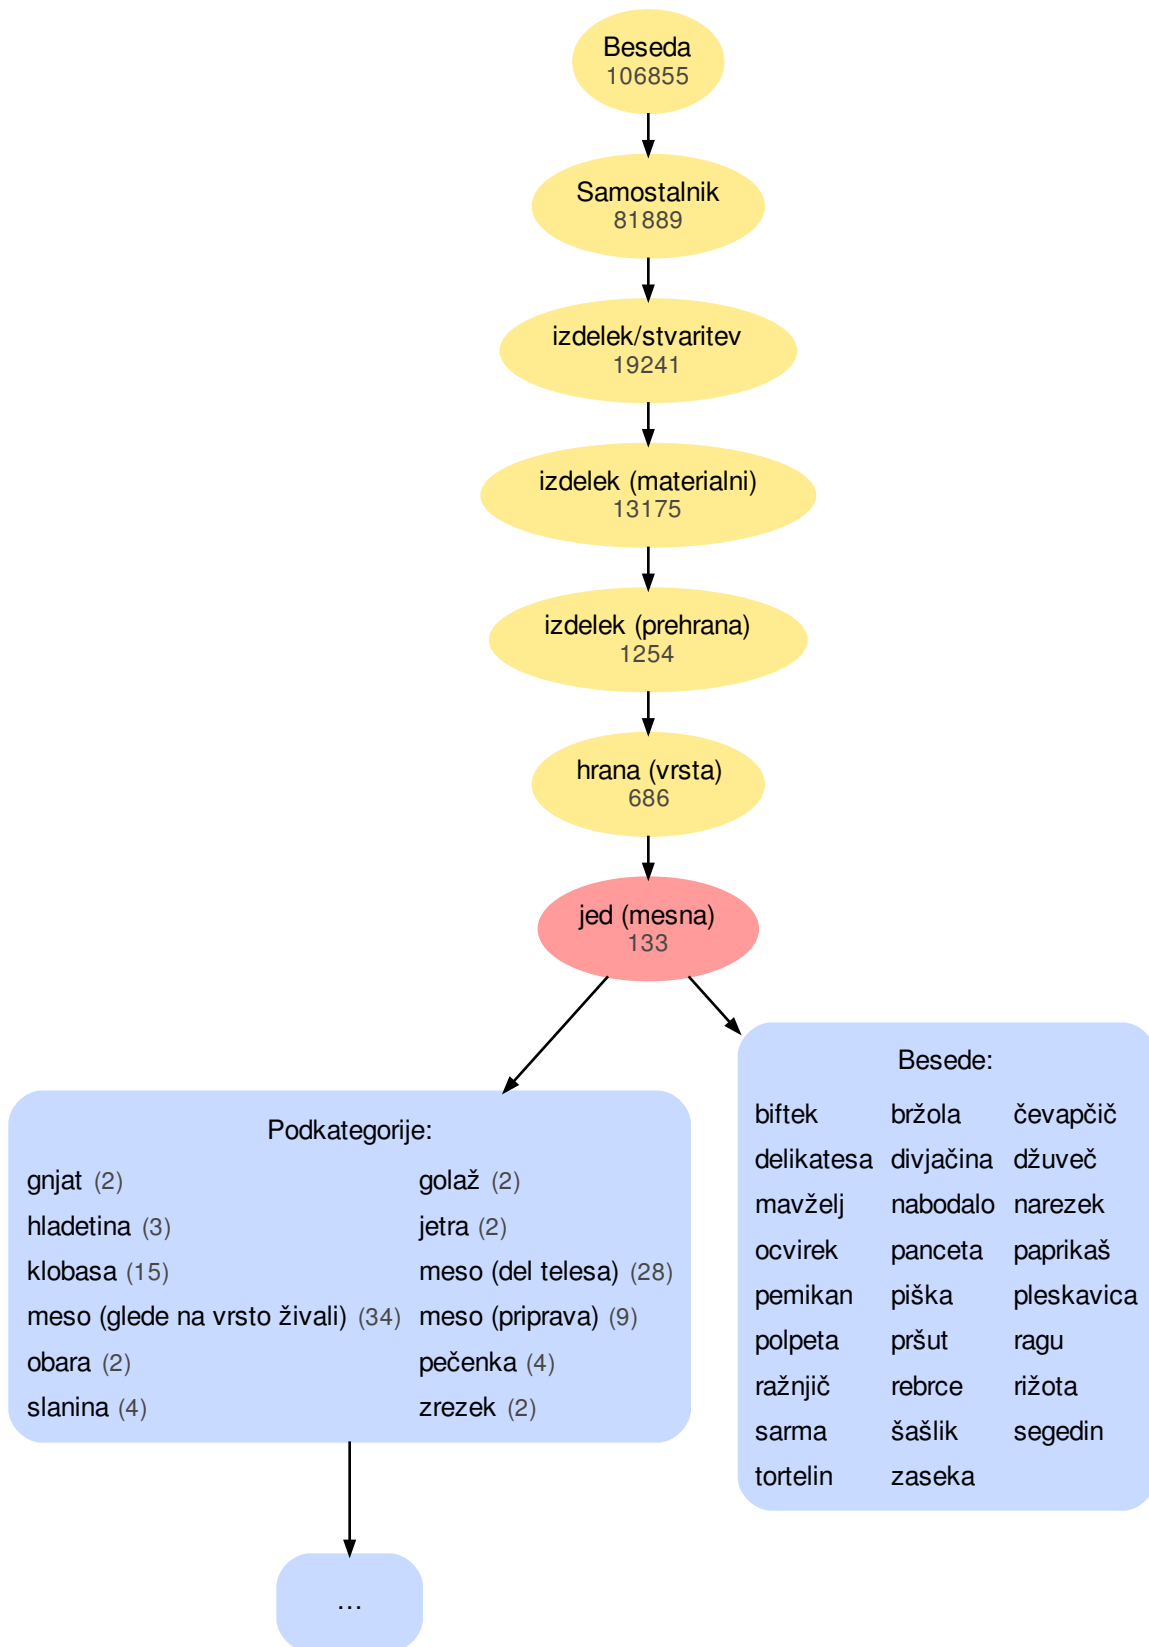 Beseda
106855
Samostalnik
81889
izdelek/stvaritev
19241
izdelek (materialni)
13175
izdelek (prehrana)
1254
hrana (vrsta)
686
jed (mesna)
133
Podkategorije:
gnjat (2) golaž (2)
hladetina (3) jetra (2)
klobasa (15) meso (del telesa) (28)
meso (glede na vrsto živali) (34) meso (priprava) (9)
obara (2) pečenka (4)
slanina (4) zrezek (2)
Besede:
biftek bržola čevapčič
delikatesa divjačina džuveč
mavželj nabodalo narezek
ocvirek panceta paprikaš
pemikan piška pleskavica
polpeta pršut ragu
ražnjič rebrce rižota
sarma šašlik segedin
tortelin zaseka
...